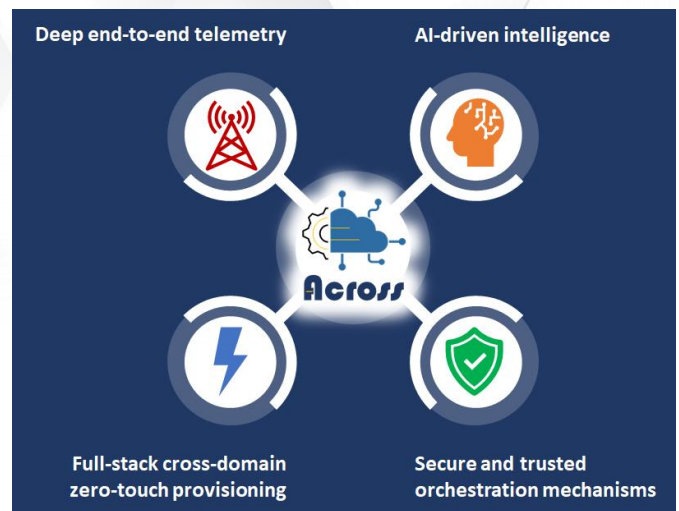 Deep end-to-end telemetry
AI-driven intelligence
Across
Full-stack cross-domain
zero-touch provisioning
Secure and trusted
orchestration mechanisms